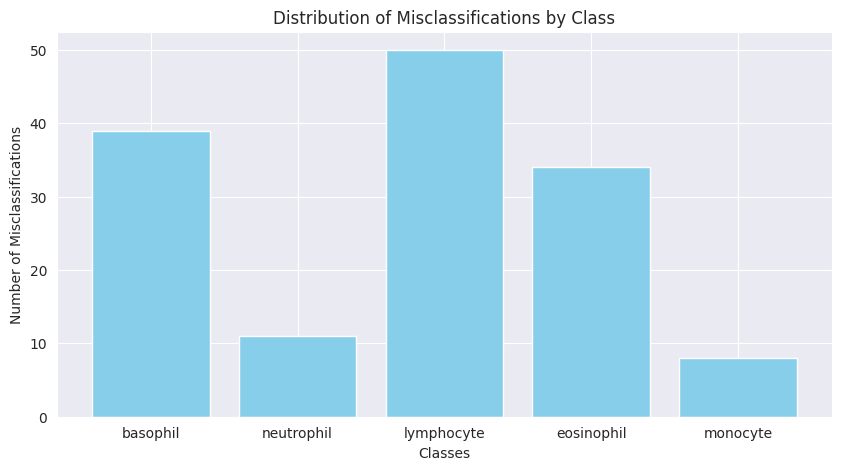 Distribution of Misclassifications by Class
Number of Misclassifications
50
40
30
20
10
0
basophil neutrophil lymphocyte eosinophil monocyte
Classes